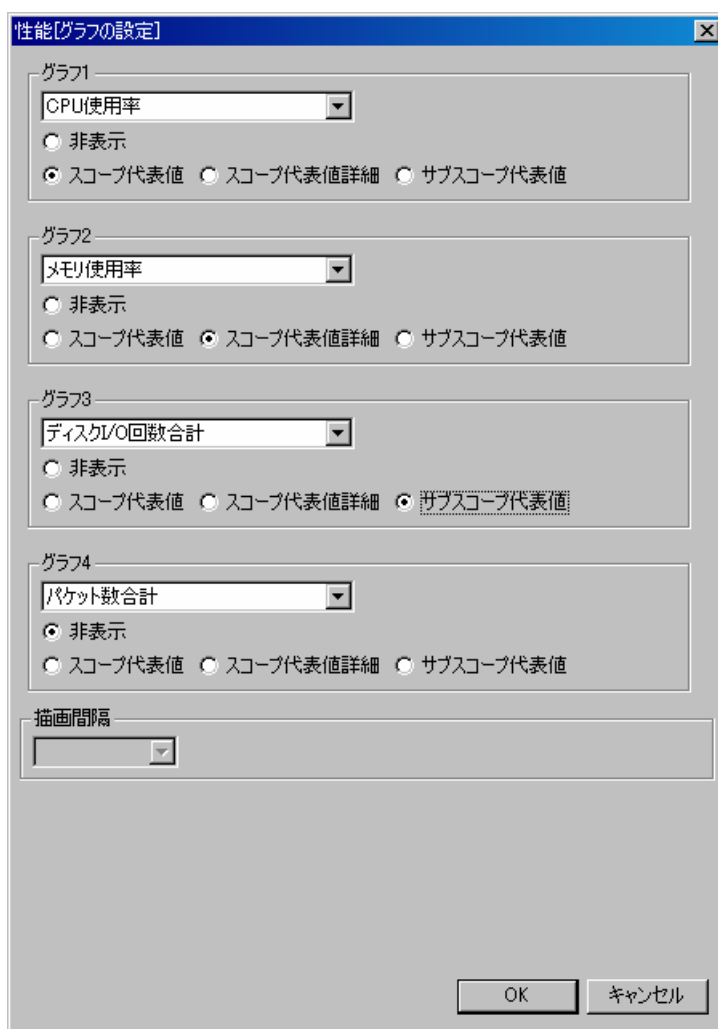 性能[グラフの設定]
グラフ1
CPU使用率
非表示
スコープ代表値 スコープ代表値詳細 サブスコープ代表値
グラフ2
メモリ使用率
非表示
スコープ代表値 スコープ代表値詳細 サブスコープ代表値
グラフ3
ディスクI/O回数合計
非表示
スコープ代表値 スコープ代表値詳細 サブスコープ代表値
グラフ4
パケット数合計
非表示
スコープ代表値 スコープ代表値詳細 サブスコープ代表値
描画間隔
OK キャンセル